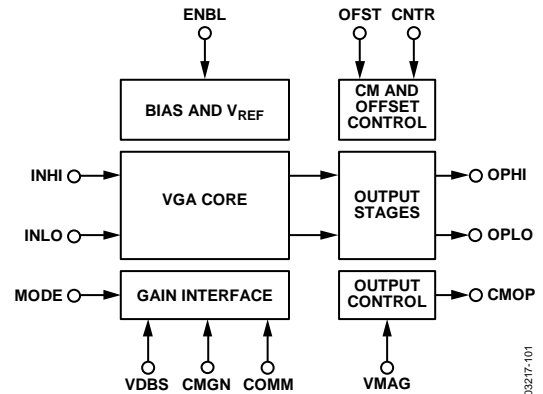 ENBL
OFST CNTR
BIAS AND VREF
CM AND
OFFSET
CONTROL
INHI
INLO
VGA CORE
OUTPUT
STAGES
OPHI
OPLO
MODE
GAIN INTERFACE
OUTPUT
CONTROL
CMOP
VDBS CMGN COMM
VMAG
03217-101